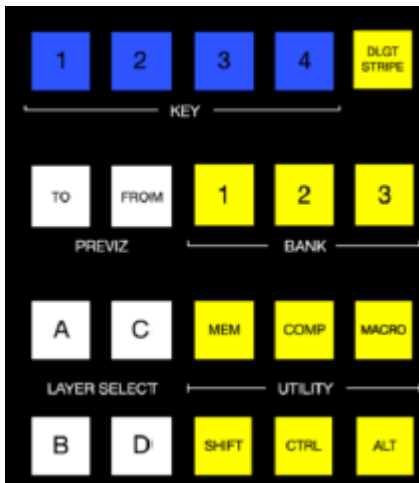 1 2 3 4 DLGT
STRIPE
KEY
TO FROM 1 2 3
PREVIZ BANK
A C MEM COMP MACRO
LAYER SELECT UTILITY
B D SHIFT CTRL ALT